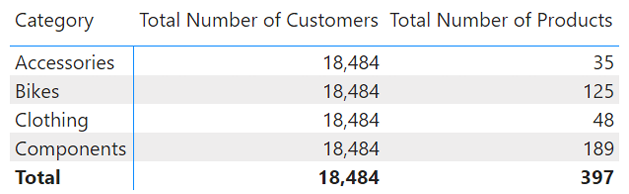 Category Total Number of Customers Total Number of Products
Accessories 18,484 35
Bikes 18,484 125
Clothing 18,484 48
Components 18,484 189
Total 18,484 397